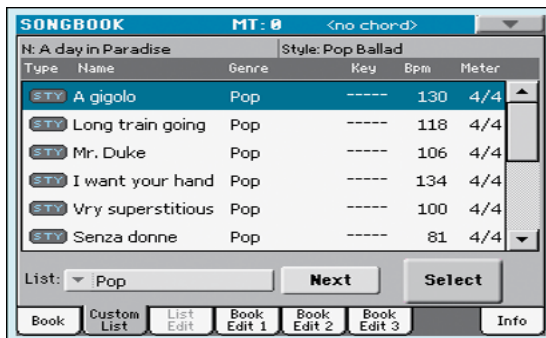 SONGBOOK MT: 0 <no chord>
N: A day in Paradise Style: Pop Ballad
Type Name Genre Key Bpm Meter
STY A gigolo Pop ----- 130 4/4
STY Long train going Pop ----- 118 4/4
STY Mr. Duke Pop ----- 106 4/4
STY I want your hand Pop ----- 134 4/4
STY Vry superstitious Pop ----- 100 4/4
STY Senza donne Pop ----- 81 4/4
List: Pop Next Select
Book Custom List List Edit Book Edit 1 Book Edit 2 Book Edit 3 Info